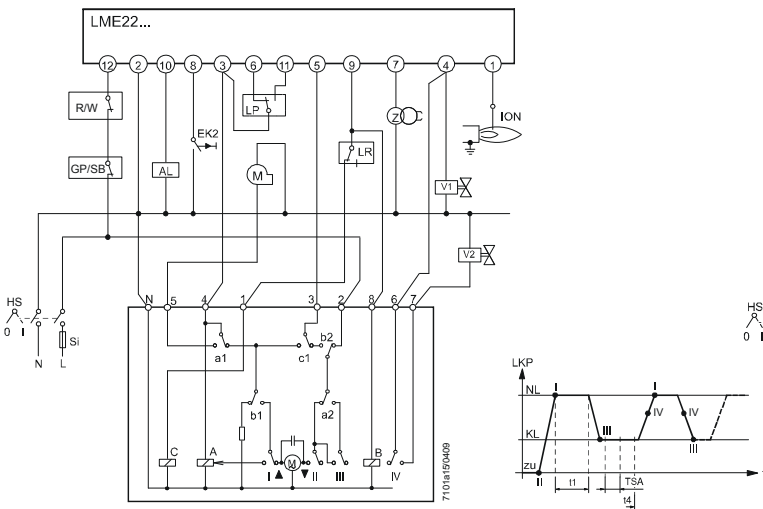 LME22...
12 2 10 8 3 6 11 5 9 7 4 1
R/W
LP
Z
ION
EK2
GP/SB
AL
M
LR
V1
V2
HS
0 I
Si
N L
N 5 4 1 3 2 8 6 7
a1 c1 b2
b1 a2
C A I M II III B IV
7101a15/0409
HS
0 I
LKP
NL
I I
IV IV
KL
III III
zu
II
t1 TSA
t4